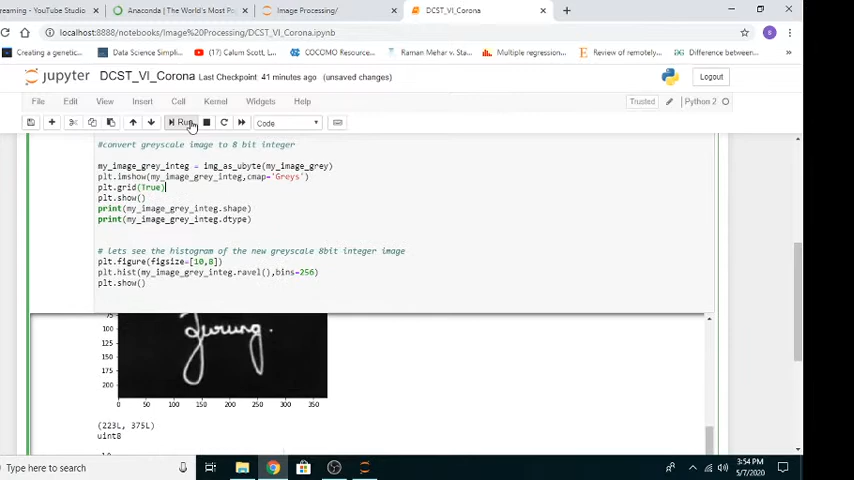 reaming - YouTube Studio
Anaconda | The World's Most Po
Image Processing/
DCST_VI_Corona
localhost:8888/notebooks/Image%20Processing/DCST_VI_Corona.ipynb
Creating a genetic...
Data Science Simpli...
(2) Calum Scott, L...
COCOMO Resource...
Raman Mehar v. O...
Multiple regression...
Review of remotely...
Difference between...
jupyter DCST_VI_Corona Last Checkpoint: 41 minutes ago (unsaved changes)
Logout
File Edit View Insert Cell Kernel Widgets Help
Trusted
Python 2
Run
Code
#convert greyscale image to 8 bit integer
my_image_grey_integ = img_as_ubyte(my_image_grey)
plt.imshow(my_image_grey_integ,cmap='Greys')
plt.grid(True)
plt.show()
print(my_image_grey_integ.shape)
print(my_image_grey_integ.dtype)
# lets see the histogram of the new greyscale 8bit integer image
plt.figure(figsize=[10,8])
plt.hist(my_image_grey_integ.ravel(),bins=256)
plt.show()
75
100
125
150
175
200
Gurung.
0 50 100 150 200 250 300 350
(223L, 375L)
uint8
Type here to search
3:54 PM
5/7/2020